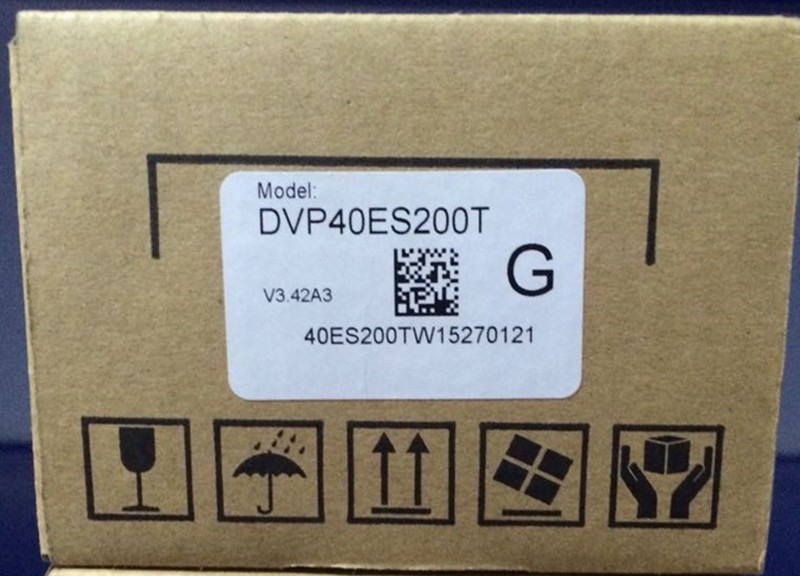 Model:
DVP40ES200T
G
V3.42A3
40ES200TW15270121